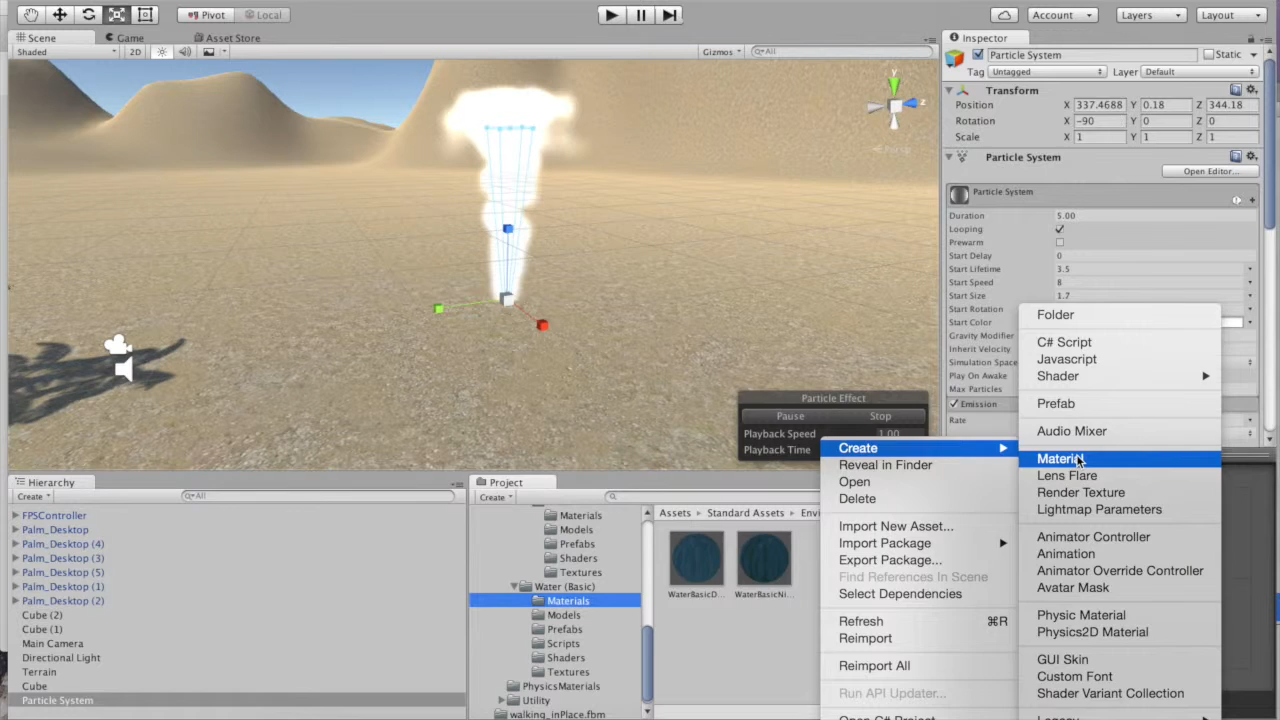 Pivot Local Account Layers Layout
Scene Game Asset Store
Shaded 2D Gizmos All
Persp
Particle Effect
Pause Stop
Playback Speed 1.00
Playback Time
Inspector
Particle System Static
Tag Untagged Layer Default
Transform
Position X 337.4688 Y 0.18 Z 344.18
Rotation X -90 Y 0 Z 0
Scale X 1 Y 1 Z 1
Particle System
Open Editor...
Particle System
Duration 5.00
Looping
Prewarm
Start Delay 0
Start Lifetime 3.5
Start Speed 8
Start Size 1.7
Start Rotation
Start Color
Gravity Modifier
Inherit Velocity
Simulation Space
Play On Awake
Max Particles
Emission
Rate
Hierarchy
Create All
FPSController
Palm_Desktop
Palm_Desktop (4)
Palm_Desktop (3)
Palm_Desktop (5)
Palm_Desktop (1)
Palm_Desktop (2)
Cube (2)
Cube (1)
Main Camera
Directional Light
Terrain
Cube
Particle System
Project
Create
Materials
Models
Prefabs
Shaders
Textures
Water (Basic)
Materials
Models
Prefabs
Scripts
Shaders
Textures
PhysicsMaterials
Utility
walking_inPlace.fbm
Assets Standard Assets Envi
WaterBasicD... WaterBasicNi...
Create
Reveal in Finder
Open
Delete
Import New Asset...
Import Package
Export Package...
Find References In Scene
Select Dependencies
Refresh ⌘R
Reimport
Reimport All
Run API Updater...
Open C# Project
Folder
C# Script
Javascript
Shader
Prefab
Audio Mixer
Material
Lens Flare
Render Texture
Lightmap Parameters
Animator Controller
Animation
Animator Override Controller
Avatar Mask
Physic Material
Physics2D Material
GUI Skin
Custom Font
Shader Variant Collection
Legacy